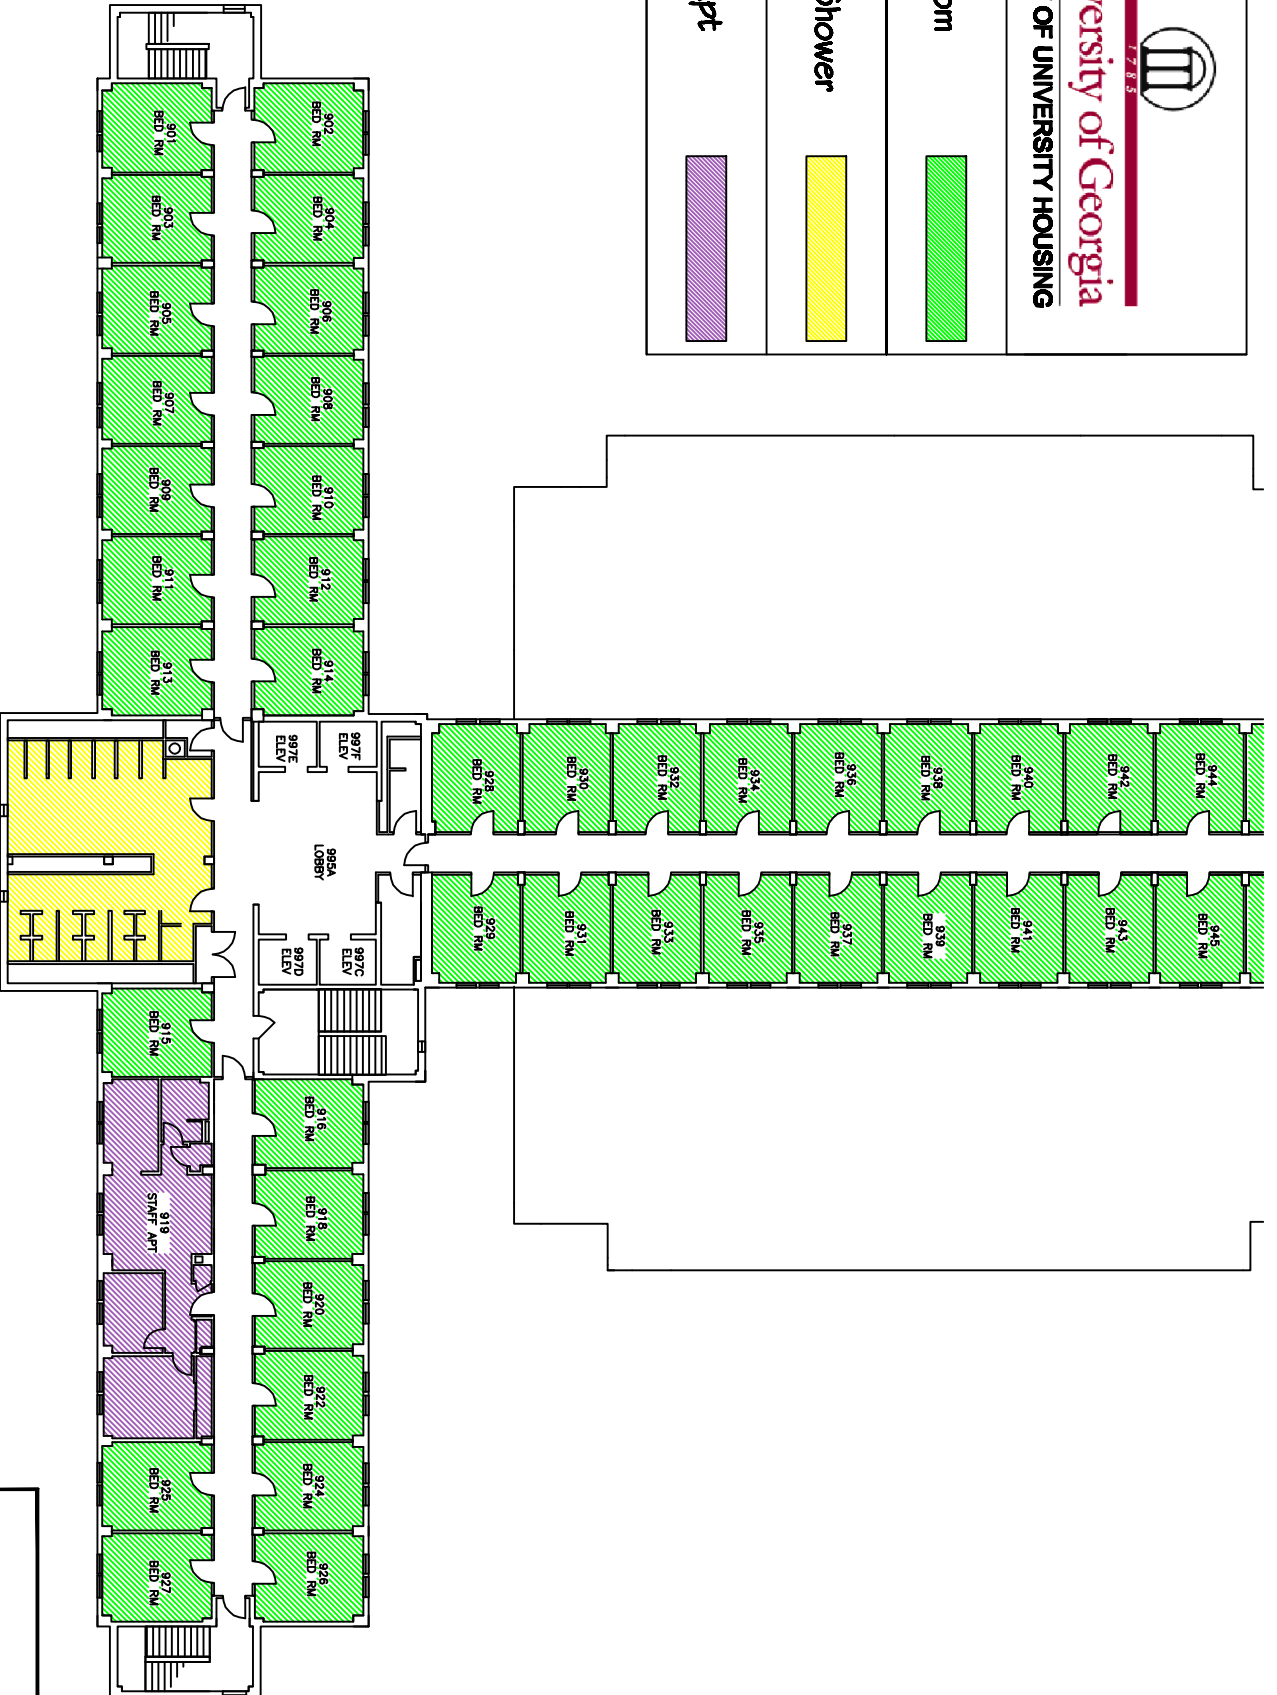 1785
versity of Georgia
OF UNIVERSITY HOUSING
om
Shower
pt
944
BED RM
945
BED RM
942
BED RM
943
BED RM
940
BED RM
941
BED RM
938
BED RM
939
BED RM
936
BED RM
937
BED RM
934
BED RM
935
BED RM
932
BED RM
933
BED RM
930
BED RM
931
BED RM
928
BED RM
929
BED RM
997F
ELEV
997C
ELEV
995A
LOBBY
997E
ELEV
997D
ELEV
902
BED RM
904
BED RM
906
BED RM
908
BED RM
910
BED RM
912
BED RM
914
BED RM
916
BED RM
918
BED RM
920
BED RM
922
BED RM
924
BED RM
926
BED RM
901
BED RM
903
BED RM
905
BED RM
907
BED RM
909
BED RM
911
BED RM
913
BED RM
915
BED RM
919
STAFF APT
925
BED RM
927
BED RM